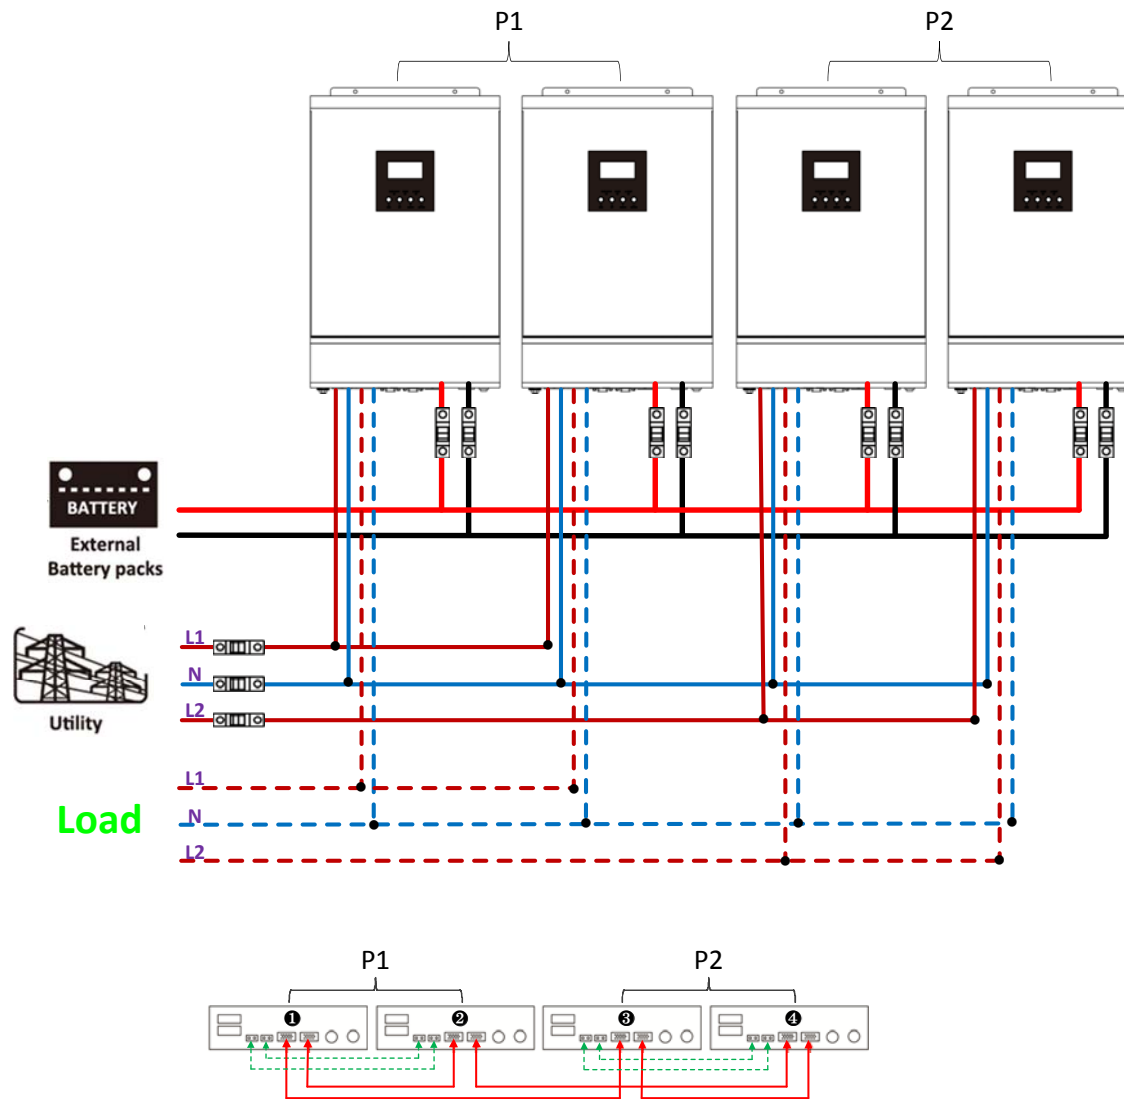 P1
P2
BATTERY
External
Battery packs
L1
N
L2
Utility
L1
N
L2
Load
P1
P2
❶
❷
❸
❹